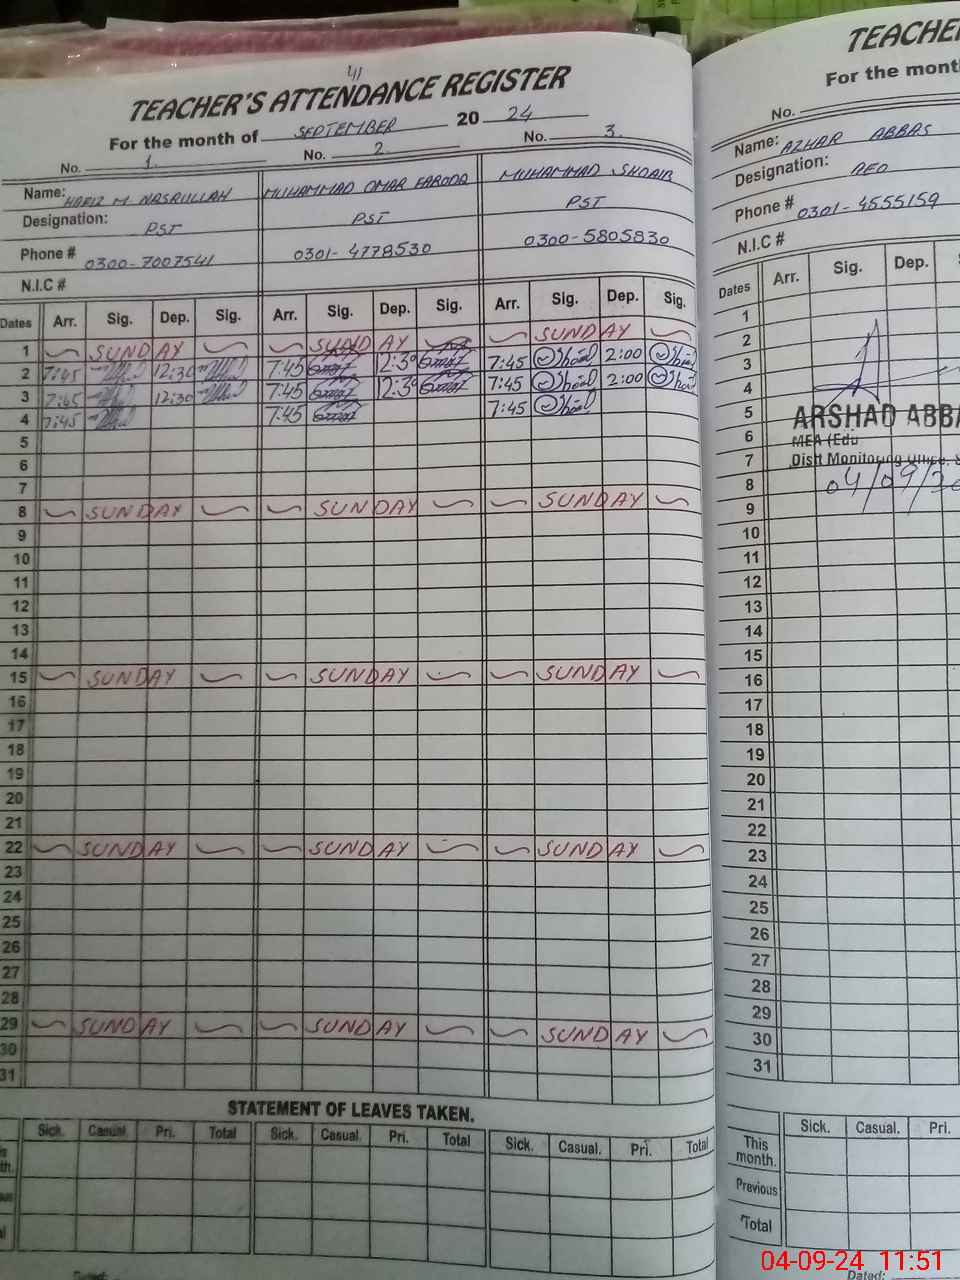 41
TEACHER'S ATTENDANCE REGISTER
For the month of SEPTEMBER 20 24
No. 1. No. 2. No. 3.
Name: HAFIZ M NASRULLAH MUHAMMAD OMAR FAROOQ MUHAMMAD SHOAIB
Designation: PST PST PST
Phone # 0300-7007541 0301-4778530 0300-5805830
N.I.C #
Dates Arr. Sig. Dep. Sig. Arr. Sig. Dep. Sig. Arr. Sig. Dep. Sig.
1 SUNDAY SUNDAY SUNDAY
2 7:45 12:30 7:45 12:30 7:45 Shoaib 2:00 Shoaib
3 7:45 12:30 7:45 12:30 7:45 Shoaib 2:00 Shoaib
4 7:45 7:45 7:45 Shoaib
5
6
7
8 SUNDAY SUNDAY SUNDAY
9
10
11
12
13
14
15 SUNDAY SUNDAY SUNDAY
16
17
18
19
20
21
22 SUNDAY SUNDAY SUNDAY
23
24
25
26
27
28
29 SUNDAY SUNDAY SUNDAY
30
31
STATEMENT OF LEAVES TAKEN.
Sick. Casual. Pri. Total Sick. Casual. Pri. Total Sick. Casual. Pri. Total
Dated:
TEACHE
For the mont
No.
Name: AZHAR ABBAS
Designation: AEO
Phone # 0301-4555159
N.I.C #
Dates Arr. Sig. Dep.
1
2
3
4
5
ARSHAD ABBA
6
MEA (Edu
7
Distt Monitoring Office, S
8
04/09/20
9
10
11
12
13
14
15
16
17
18
19
20
21
22
23
24
25
26
27
28
29
30
31
Sick. Casual. Pri.
This month.
Previous
Total
Dated:
04-09-24 11:51